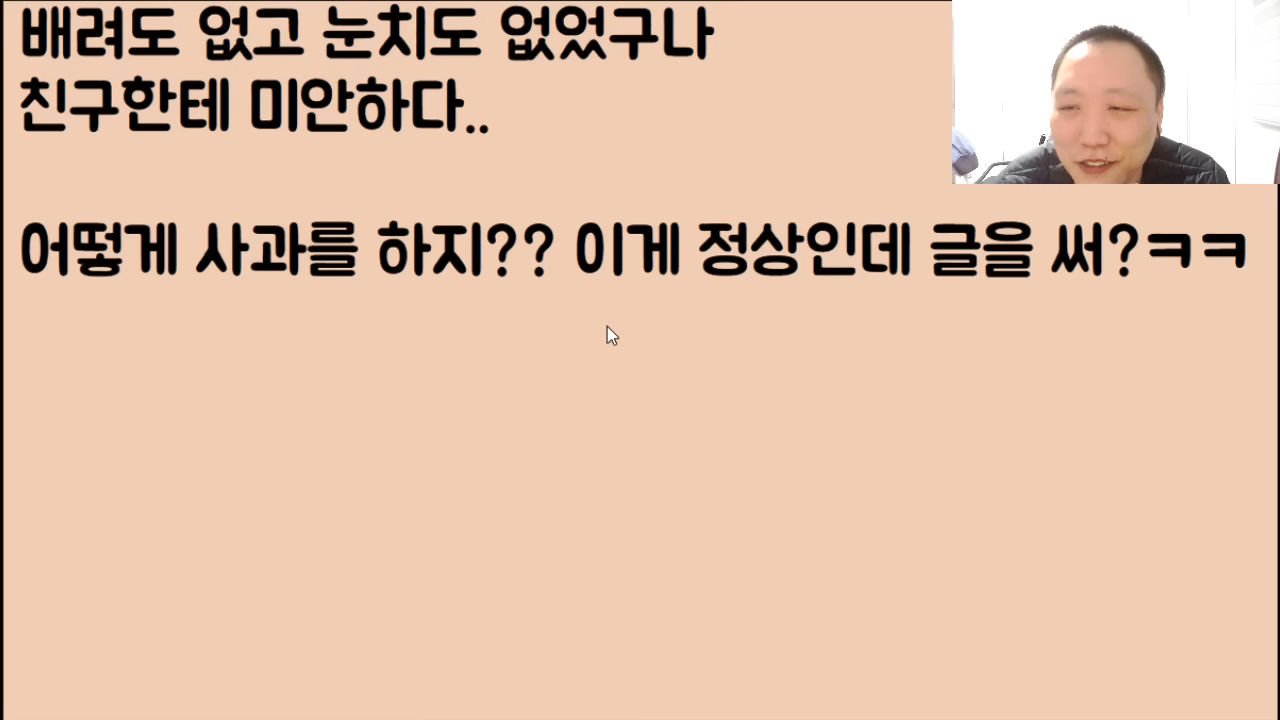 배려도 없고 눈치도 없었구나
친구한테 미안하다..
어떻게 사과를 하지?? 이게 정상인데 글을 써?ㅋㅋ